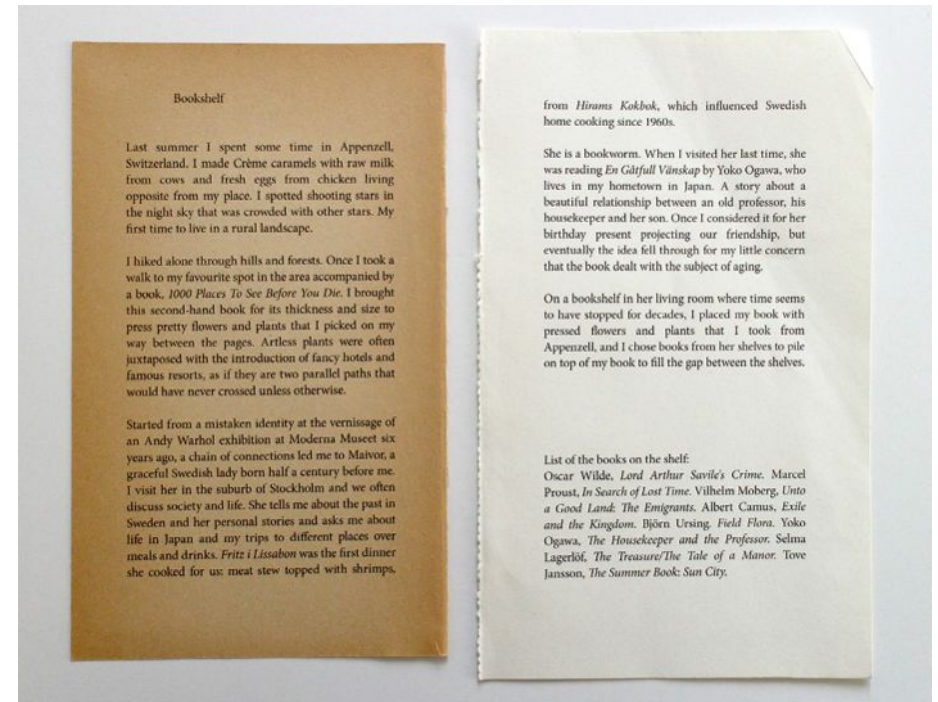 Bookshelf
Last summer I spent some time in Appenzell,
Switzerland. I made Crème caramels with raw milk
from cows and fresh eggs from chicken living
opposite from my place. I spotted shooting stars in
the night sky that was crowded with other stars. My
first time to live in a rural landscape.
I hiked alone through hills and forests. Once I took a
walk to my favourite spot in the area accompanied by
a book, 1000 Places To See Before You Die. I brought
this second-hand book for its thickness and size to
press pretty flowers and plants that I picked on my
way between the pages. Artless plants were often
juxtaposed with the introduction of fancy hotels and
famous resorts, as if they are two parallel paths that
would have never crossed unless otherwise.
Started from a mistaken identity at the vernissage of
an Andy Warhol exhibition at Moderna Museet six
years ago, a chain of connections led me to Maivor, a
graceful Swedish lady born half a century before me.
I visit her in the suburb of Stockholm and we often
discuss society and life. She tells me about the past in
Sweden and her personal stories and asks me about
life in Japan and my trips to different places over
meals and drinks. Fritz i Lissabon was the first dinner
she cooked for us: meat stew topped with shrimps,
from Hirams Kokbok, which influenced Swedish
home cooking since 1960s.
She is a bookworm. When I visited her last time, she
was reading En Gåtfull Vänskap by Yoko Ogawa, who
lives in my hometown in Japan. A story about a
beautiful relationship between an old professor, his
housekeeper and her son. Once I considered it for her
birthday present projecting our friendship, but
eventually the idea fell through for my little concern
that the book dealt with the subject of aging.
On a bookshelf in her living room where time seems
to have stopped for decades, I placed my book with
pressed flowers and plants that I took from
Appenzell, and I chose books from her shelves to pile
on top of my book to fill the gap between the shelves.
List of the books on the shelf:
Oscar Wilde, Lord Arthur Savile's Crime. Marcel
Proust, In Search of Lost Time. Vilhelm Moberg, Unto
a Good Land: The Emigrants. Albert Camus, Exile
and the Kingdom. Björn Ursing. Field Flora. Yoko
Ogawa, The Housekeeper and the Professor. Selma
Lagerlöf, The Treasure/The Tale of a Manor. Tove
Jansson, The Summer Book: Sun City.